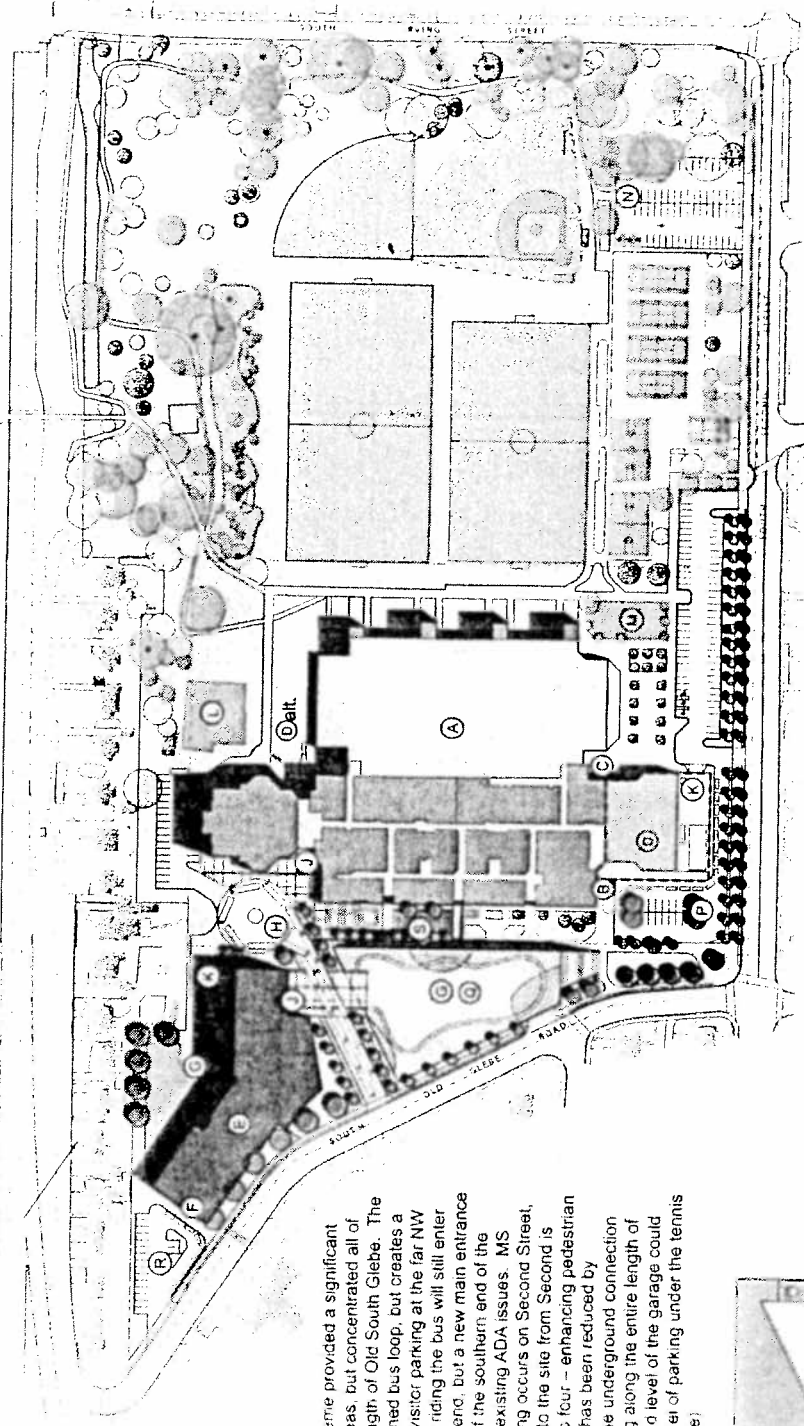 SOUTH IRVING STREET
N
L
D alt.
A
M
C
K
J
O
B
H
S
P
K
G
Q
J
G
E
F
R
SOUTH OLD GLEBE ROAD
provided a significant
as, but concentrated all of
ngth of Old South Glebe. The
ned bus loop, but creates a
visitor parking at the far NW
riding the bus will still enter
end, but a new main entrance
f the southern end of the
existing ADA issues. MS
ng occurs on Second Street,
to the site from Second is
four – enhancing pedestrian
has been reduced by
e underground connection
g along the entire length of
level of the garage could
el of parking under the tennis
e)